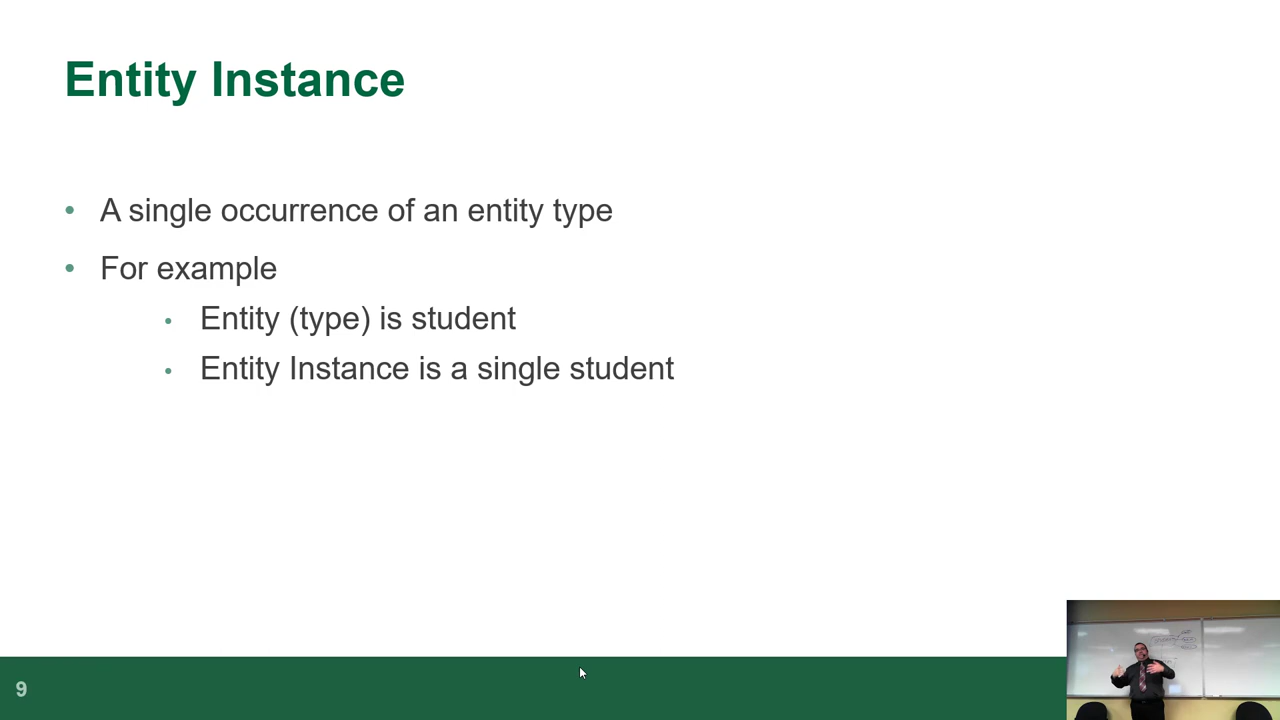 Entity Instance
• A single occurrence of an entity type
• For example
• Entity (type) is student
• Entity Instance is a single student
9